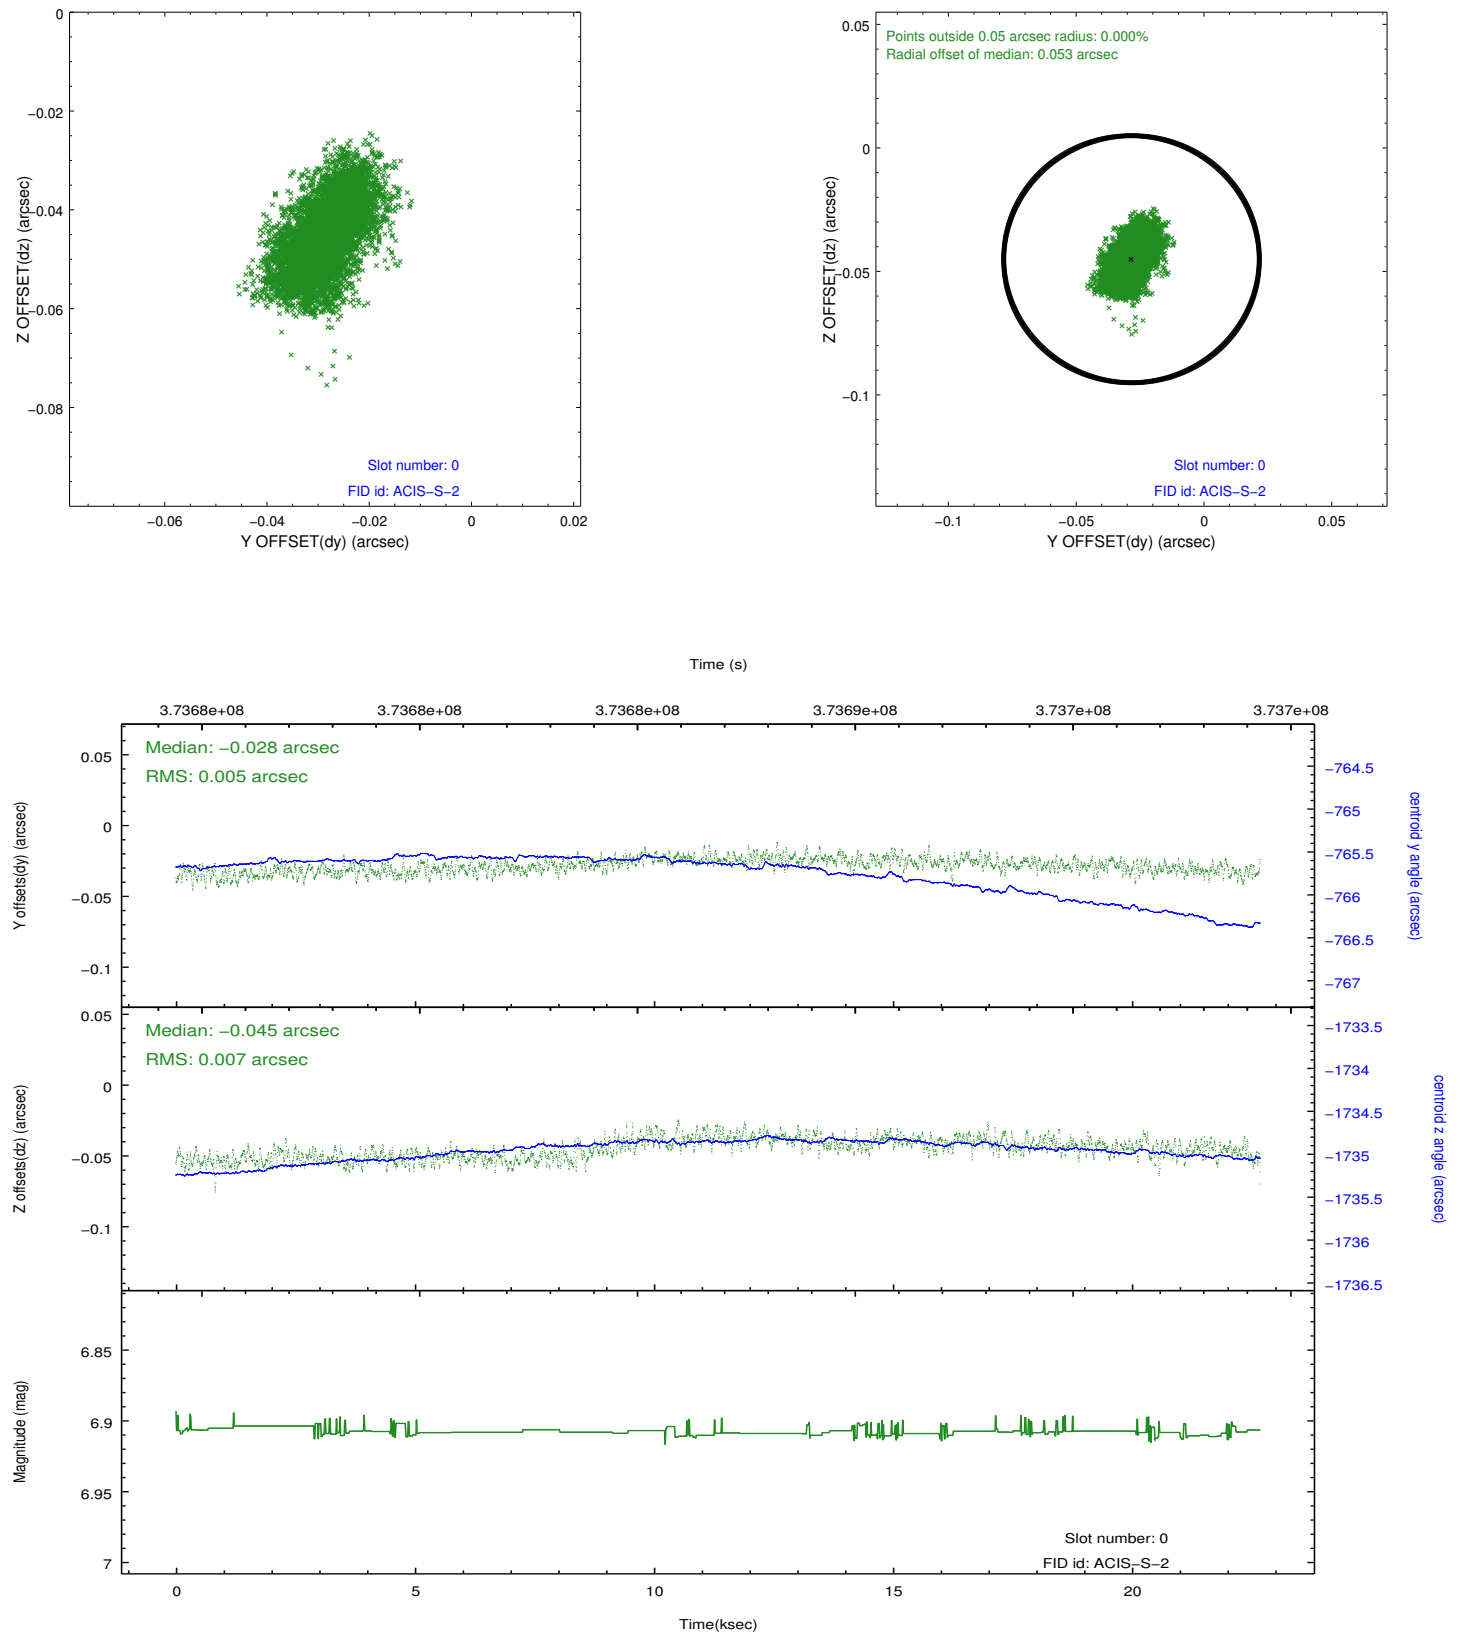 0
−0.02
−0.04
−0.06
−0.08
Z OFFSET(dz) (arcsec)
Slot number: 0
FID id: ACIS−S−2
−0.06
−0.04
−0.02
0
0.02
Y OFFSET(dy) (arcsec)
Points outside 0.05 arcsec radius: 0.000%
Radial offset of median: 0.053 arcsec
0.05
0
−0.05
−0.1
Z OFFSET(dz) (arcsec)
Slot number: 0
FID id: ACIS−S−2
−0.1
−0.05
0
0.05
Y OFFSET(dy) (arcsec)
Time (s)
3.7368e+08
3.7368e+08
3.7368e+08
3.7369e+08
3.737e+08
3.737e+08
Median: −0.028 arcsec
RMS: 0.005 arcsec
0.05
0
−0.05
−0.1
Y offsets(dy) (arcsec)
−764.5
−765
−765.5
−766
−766.5
−767
centroid y angle (arcsec)
Median: −0.045 arcsec
RMS: 0.007 arcsec
0.05
0
−0.05
−0.1
Z offsets(dz) (arcsec)
−1733.5
−1734
−1734.5
−1735
−1735.5
−1736
−1736.5
centroid z angle (arcsec)
6.85
6.9
6.95
7
Magnitude (mag)
Slot number: 0
FID id: ACIS−S−2
0
5
10
15
20
Time(ksec)